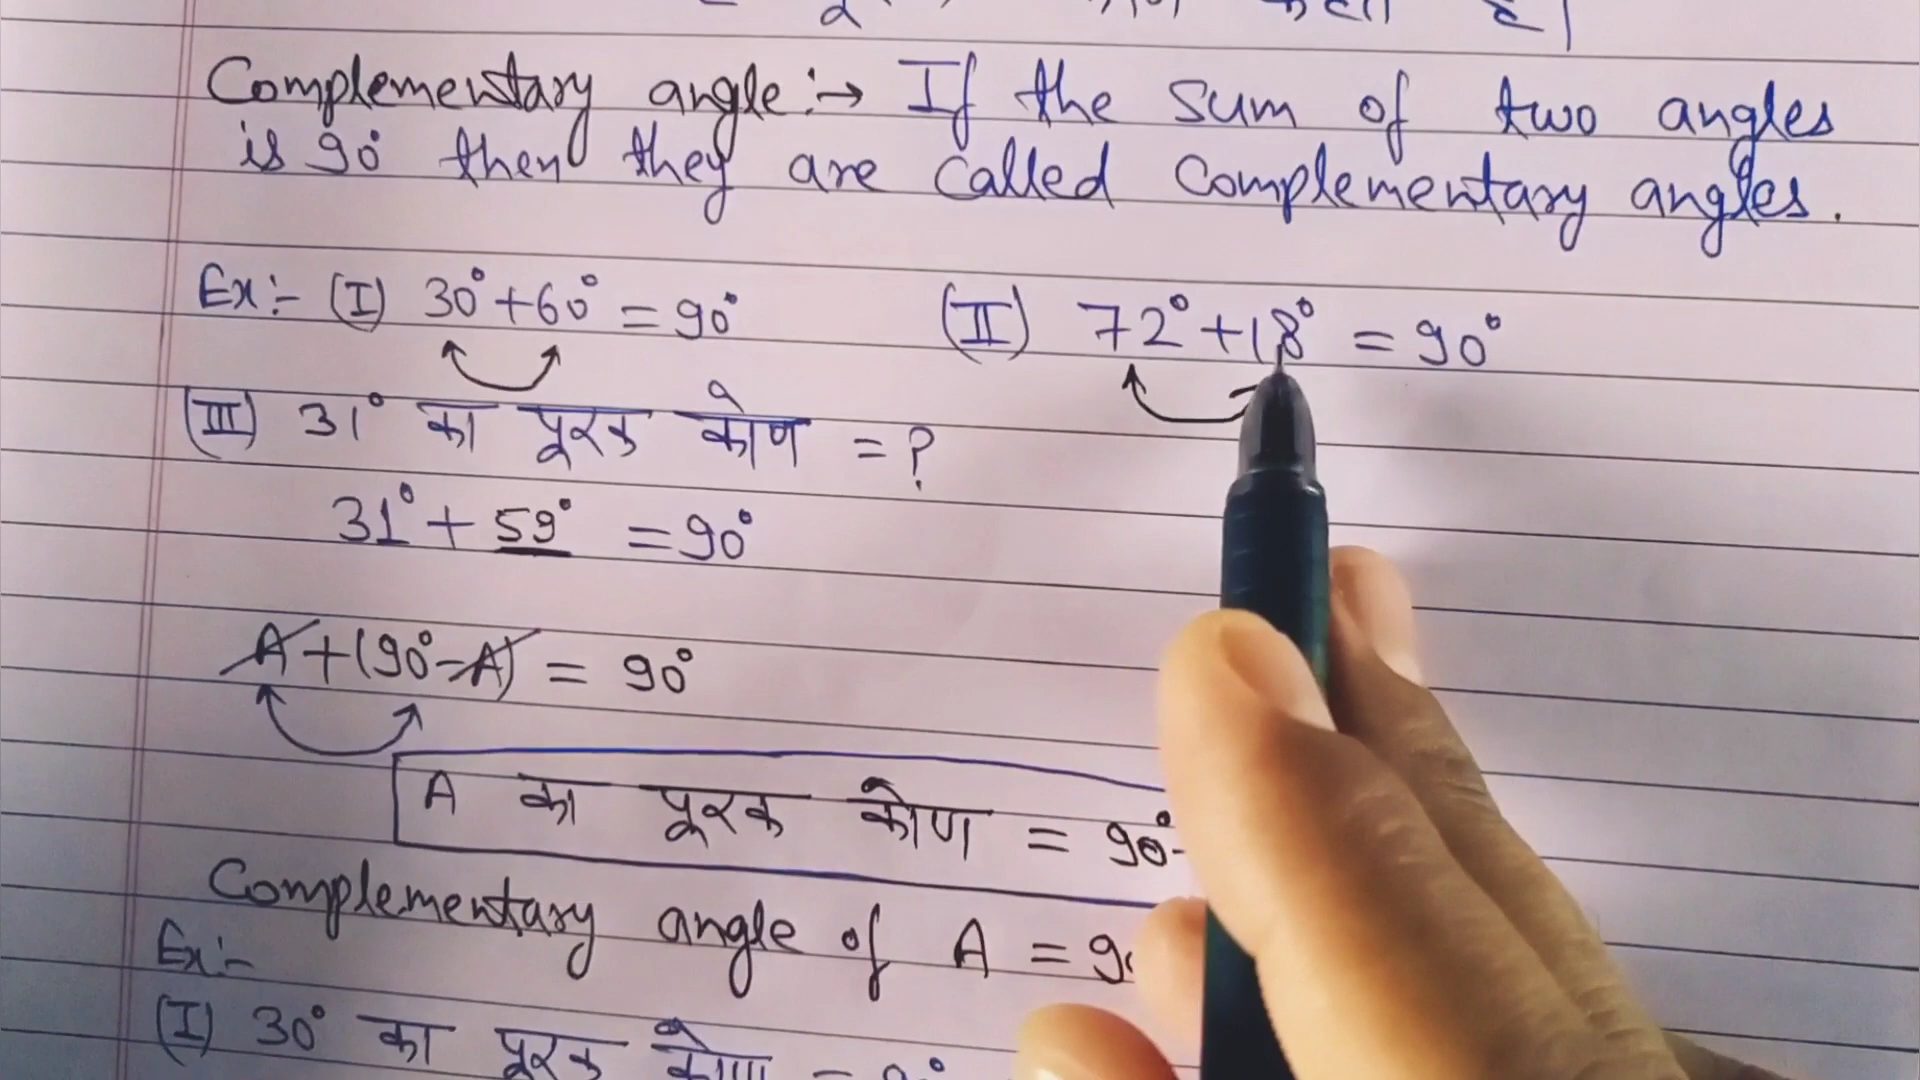 Complementary angle :→ If the sum of two angles
is 90° then they are called complementary angles.
Ex:- (I) 30° + 60° = 90° (II) 72° + 18° = 90°
(III) 31° का पूरक कोण = ?
31° + 59° = 90°
A + (90° - A) = 90°
A का पूरक कोण = 90° -
Complementary angle of A = 90
Ex:-
(I) 30° का पूरक कोण =